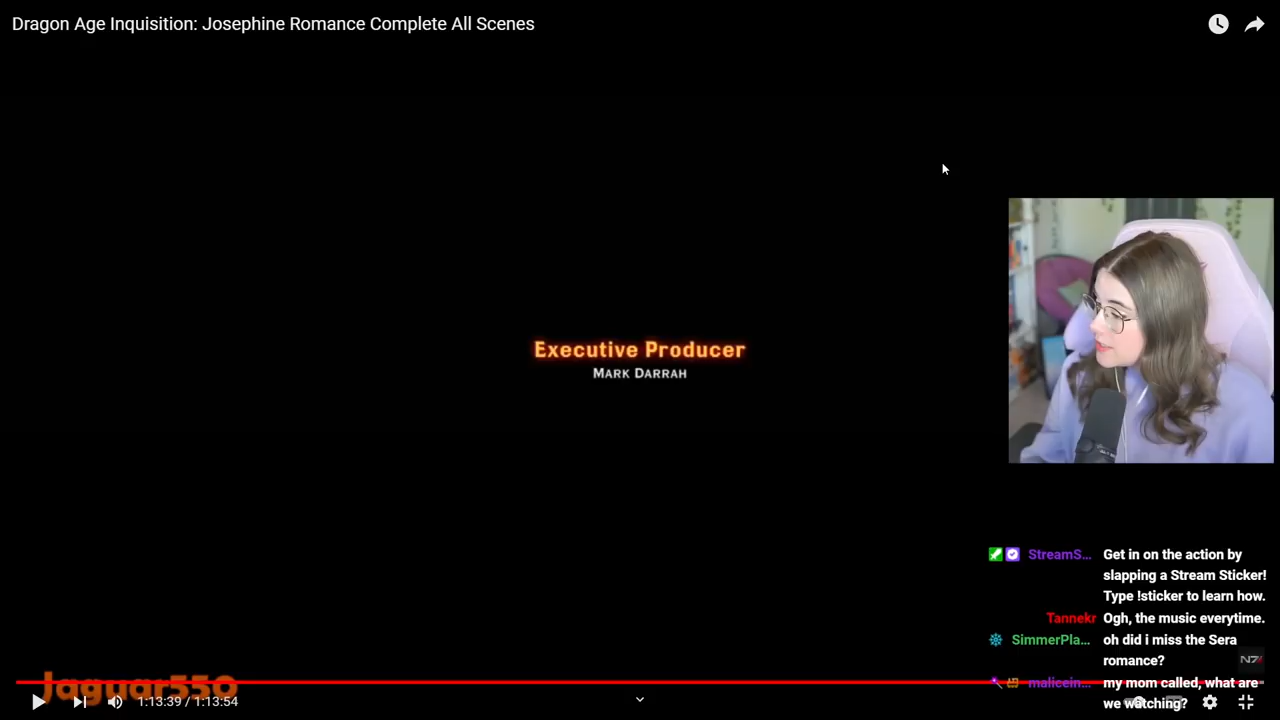 Dragon Age Inquisition: Josephine Romance Complete All Scenes
Executive Producer
MARK DARRAH
StreamS... Get in on the action by
slapping a Stream Sticker!
Type !sticker to learn how.
Tannekr Ogh, the music everytime.
SimmerPla... oh did i miss the Sera
romance?
N7
malicein... my mom called, what are
we watching?
Jaguar550
1:13:39 / 1:13:54